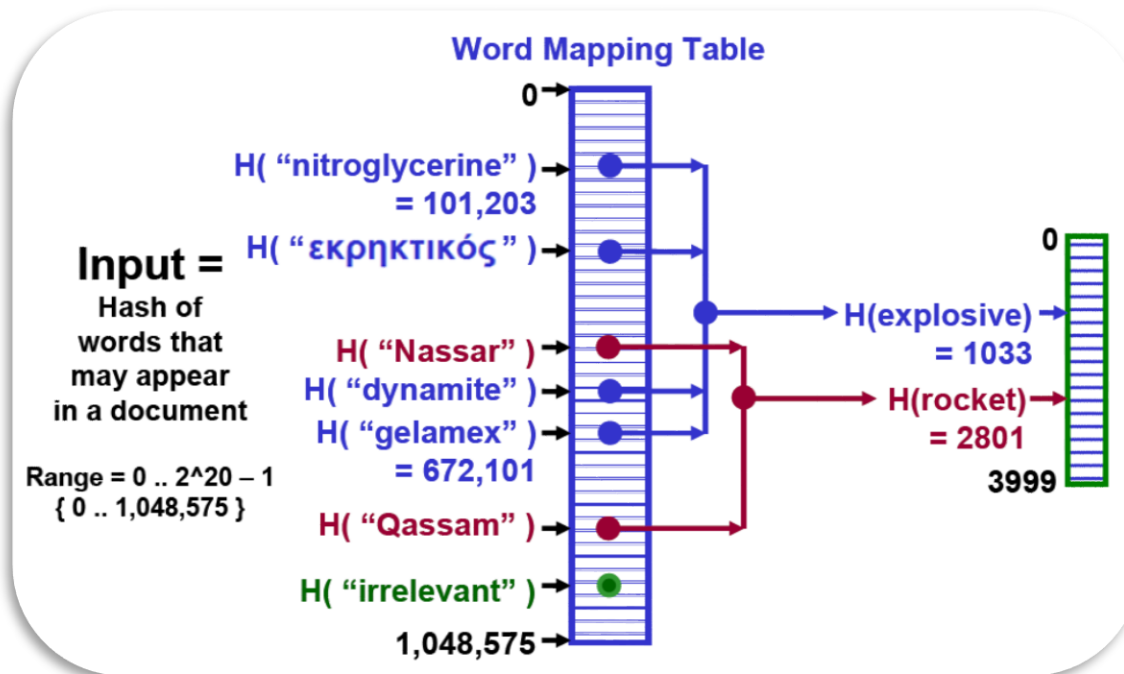 Word Mapping Table
0
H( “nitroglycerine” )
= 101,203
H( “εκρηκτικός” )
Input =
Hash of
words that
may appear
in a document
Range = 0 .. 2^20 – 1
{ 0 .. 1,048,575 }
H( “Nassar” )
H( “dynamite” )
H( “gelamex” )
= 672,101
H( “Qassam” )
H( “irrelevant” )
1,048,575
0
H(explosive)
= 1033
H(rocket)
= 2801
3999